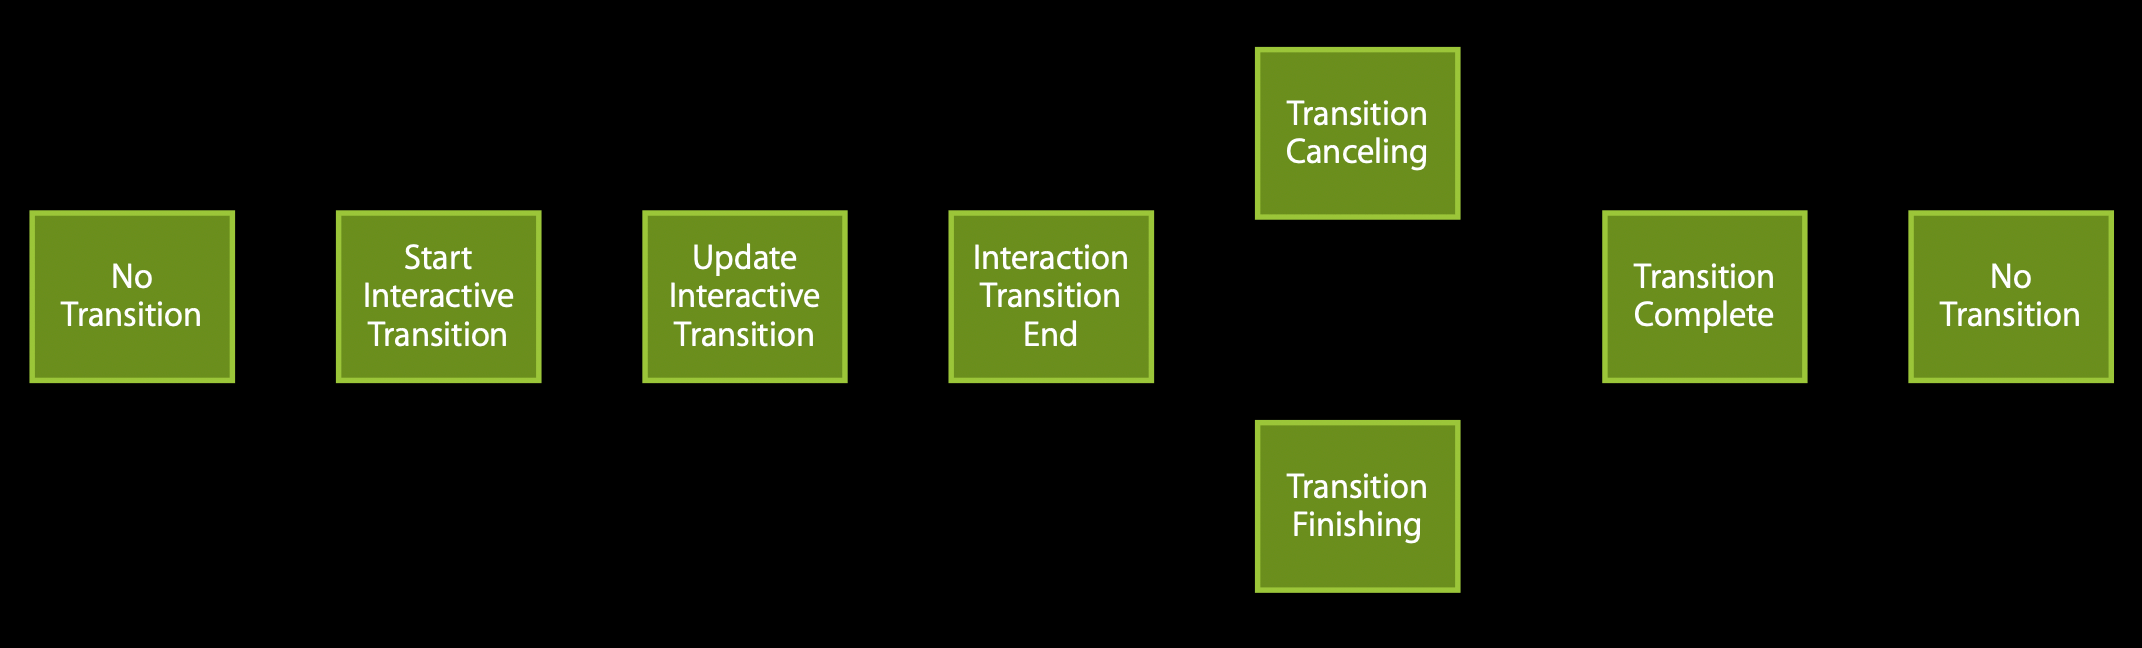 No
Transition
Start
Interactive
Transition
Update
Interactive
Transition
Interaction
Transition
End
Transition
Canceling
Transition
Finishing
Transition
Complete
No
Transition